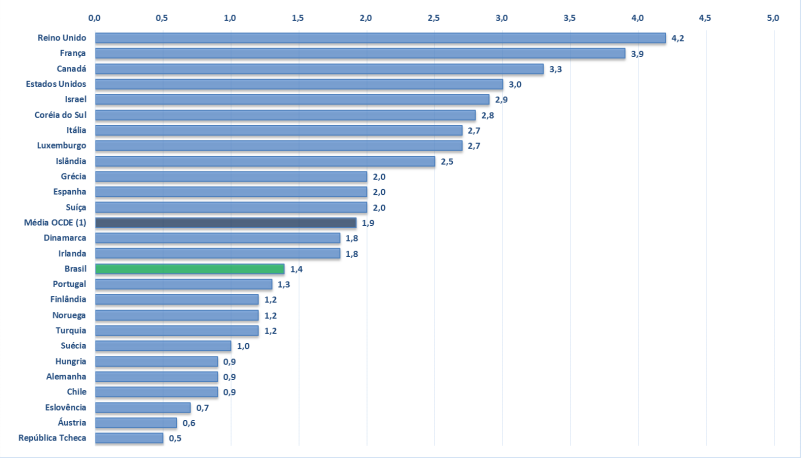 0,0 0,5 1,0 1,5 2,0 2,5 3,0 3,5 4,0 4,5 5,0
Reino Unido 4,2
França 3,9
Canadá 3,3
Estados Unidos 3,0
Israel 2,9
Coréia do Sul 2,8
Itália 2,7
Luxemburgo 2,7
Islândia 2,5
Grécia 2,0
Espanha 2,0
Suíça 2,0
Média OCDE (1) 1,9
Dinamarca 1,8
Irlanda 1,8
Brasil 1,4
Portugal 1,3
Finlândia 1,2
Noruega 1,2
Turquia 1,2
Suécia 1,0
Hungria 0,9
Alemanha 0,9
Chile 0,9
Eslovência 0,7
Áustria 0,6
República Tcheca 0,5